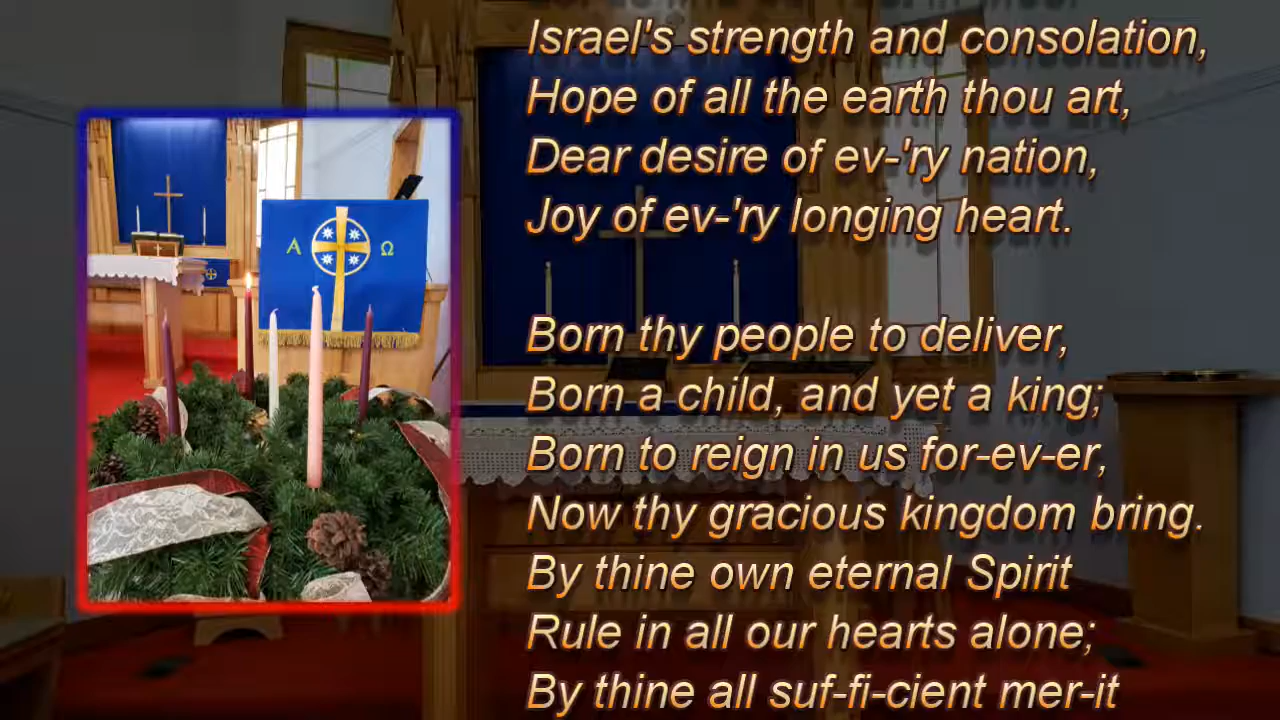 Israel's strength and consolation,
Hope of all the earth thou art,
Dear desire of ev-'ry nation,
Joy of ev-'ry longing heart.
Α Ω
Born thy people to deliver,
Born a child, and yet a king;
Born to reign in us for-ev-er,
Now thy gracious kingdom bring.
By thine own eternal Spirit
Rule in all our hearts alone;
By thine all suf-fi-cient mer-it